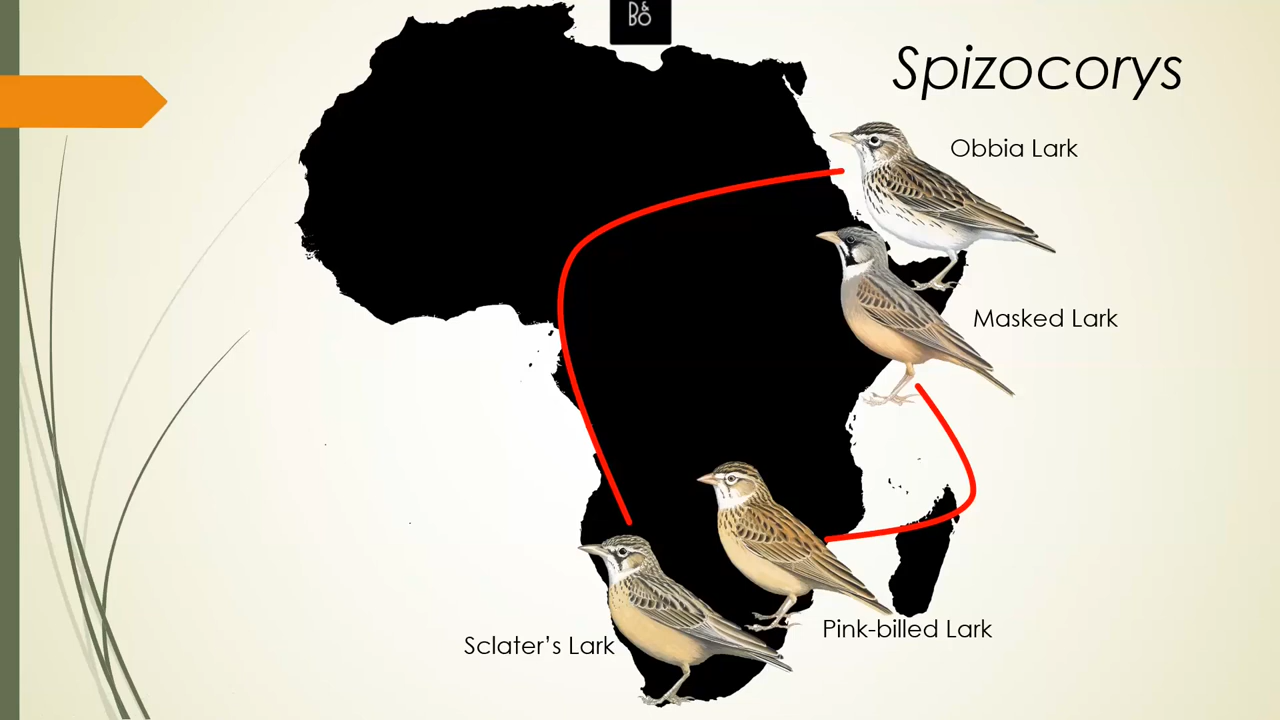 B&O
Spizocorys
Obbia Lark
Masked Lark
Pink-billed Lark
Sclater's Lark